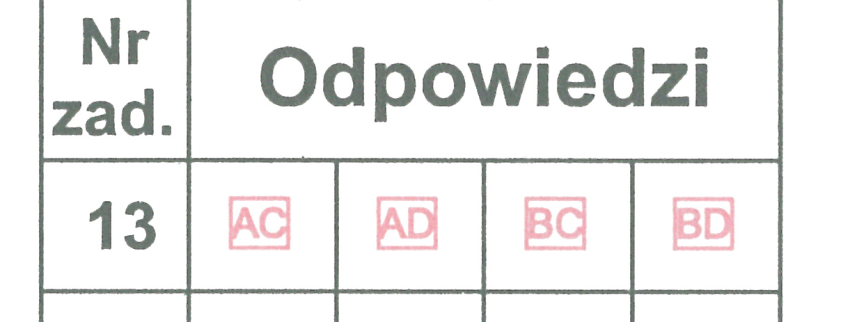 Nr zad. Odpowiedzi
13 AC AD BC BD